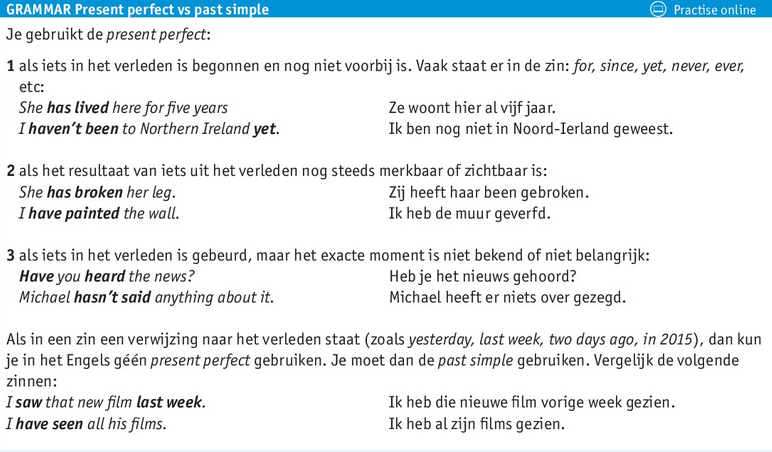 GRAMMAR Present perfect vs past simple Practise online
Je gebruikt de present perfect:
1 als iets in het verleden is begonnen en nog niet voorbij is. Vaak staat er in de zin: for, since, yet, never, ever,
etc:
She has lived here for five years Ze woont hier al vijf jaar.
I haven't been to Northern Ireland yet. Ik ben nog niet in Noord-Ierland geweest.
2 als het resultaat van iets uit het verleden nog steeds merkbaar of zichtbaar is:
She has broken her leg. Zij heeft haar been gebroken.
I have painted the wall. Ik heb de muur geverfd.
3 als iets in het verleden is gebeurd, maar het exacte moment is niet bekend of niet belangrijk:
Have you heard the news? Heb je het nieuws gehoord?
Michael hasn't said anything about it. Michael heeft er niets over gezegd.
Als in een zin een verwijzing naar het verleden staat (zoals yesterday, last week, two days ago, in 2015), dan kun
je in het Engels géén present perfect gebruiken. Je moet dan de past simple gebruiken. Vergelijk de volgende
zinnen:
I saw that new film last week. Ik heb die nieuwe film vorige week gezien.
I have seen all his films. Ik heb al zijn films gezien.